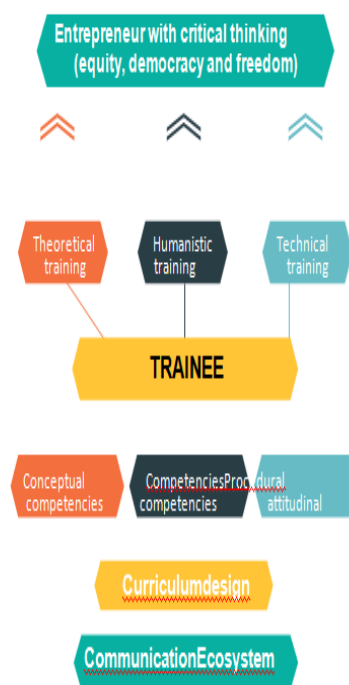 Entrepreneur with critical thinking
(equity, democracy and freedom)
Theoretical
training
Humanistic
training
Technical
training
TRAINEE
Conceptual
competencies
CompetenciesProcedural
competencies
attitudinal
Curriculumdesign
CommunicationEcosystem